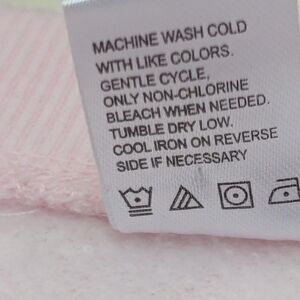 MACHINE WASH COLD
WITH LIKE COLORS.
GENTLE CYCLE,
ONLY NON-CHLORINE
BLEACH WHEN NEEDED.
TUMBLE DRY LOW.
COOL IRON ON REVERSE
SIDE IF NECESSARY